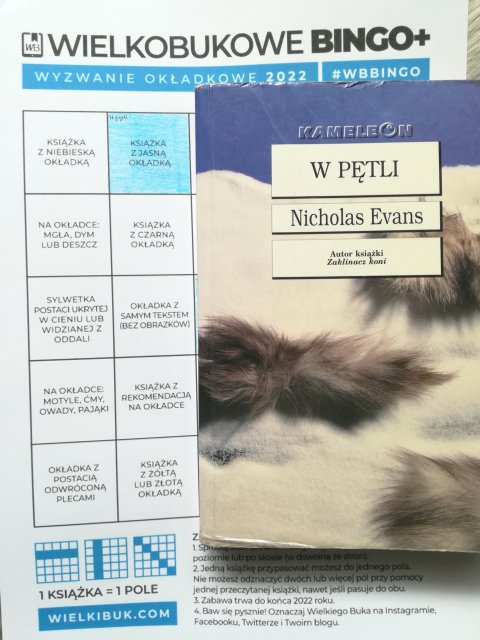 WB WIELKOBUKOWE BINGO+
WYZWANIE OKŁADKOWE 2022 | #WBBINGO
KSIĄŻKA
Z NIEBIESKĄ
OKŁADKĄ
KSIĄŻKA
Z JASNĄ
OKŁADKĄ
NA OKŁADCE:
MGŁA, DYM
LUB DESZCZ
KSIĄŻKA
Z CZARNĄ
OKŁADKĄ
SYLWETKA
POSTACI UKRYTEJ
W CIENIU LUB
WIDZIANEJ Z
ODDALI
OKŁADKA Z
SAMYM TEKSTEM
(BEZ OBRAZKÓW)
NA OKŁADCE:
MOTYLE, ĆMY,
OWADY, PAJĄKI
KSIĄŻKA Z
REKOMENDACJĄ
NA OKŁADCE
OKŁADKA Z
POSTACIĄ
ODWRÓCONĄ
PLECAMI
KSIĄŻKA
Z ŻÓŁTĄ
LUB ZŁOTĄ
OKŁADKĄ
KAMELEON
W PĘTLI
Nicholas Evans
Autor książki
Zaklinacz koni
1 KSIĄŻKA = 1 POLE
WIELKIBUK.COM
poziomie lub po skosie (w dowolną ze stron).
2. Jedną książkę przypasować możesz do jednego pola.
Nie możesz odznaczyć dwóch lub więcej pól przy pomocy
jednej przeczytanej książki, nawet jeśli pasuje do obu.
3. Zabawa trwa do końca 2022 roku.
4. Baw się pysznie! Oznaczaj Wielkiego Buka na Instagramie,
Facebooku, Twitterze i Twoim blogu.